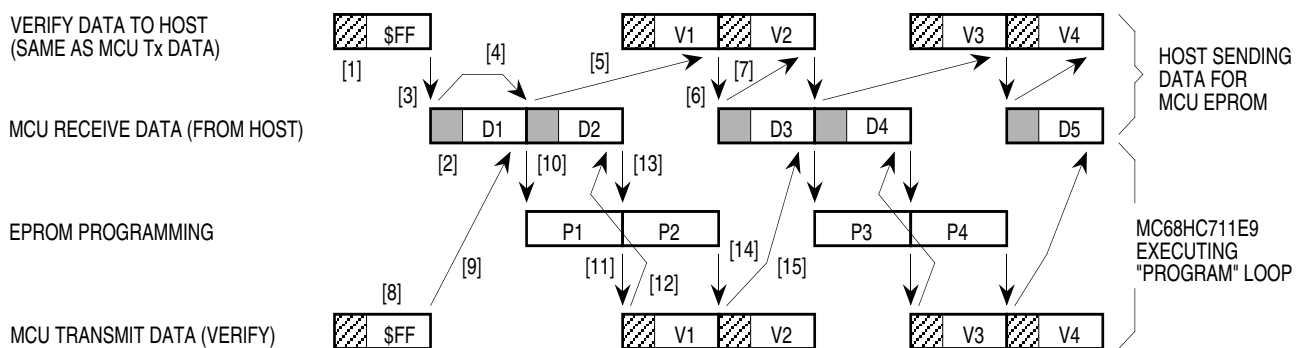 VERIFY DATA TO HOST
(SAME AS MCU Tx DATA)
$FF
V1
V2
V3
V4
[1]
[3]
[4]
[5]
[6]
[7]
HOST SENDING
DATA FOR
MCU EPROM
MCU RECEIVE DATA (FROM HOST)
D1
D2
D3
D4
D5
[2]
[10]
[13]
EPROM PROGRAMMING
P1
P2
P3
P4
MC68HC711E9
EXECUTING
"PROGRAM" LOOP
[9]
[11]
[12]
[14]
[15]
[8]
MCU TRANSMIT DATA (VERIFY)
$FF
V1
V2
V3
V4